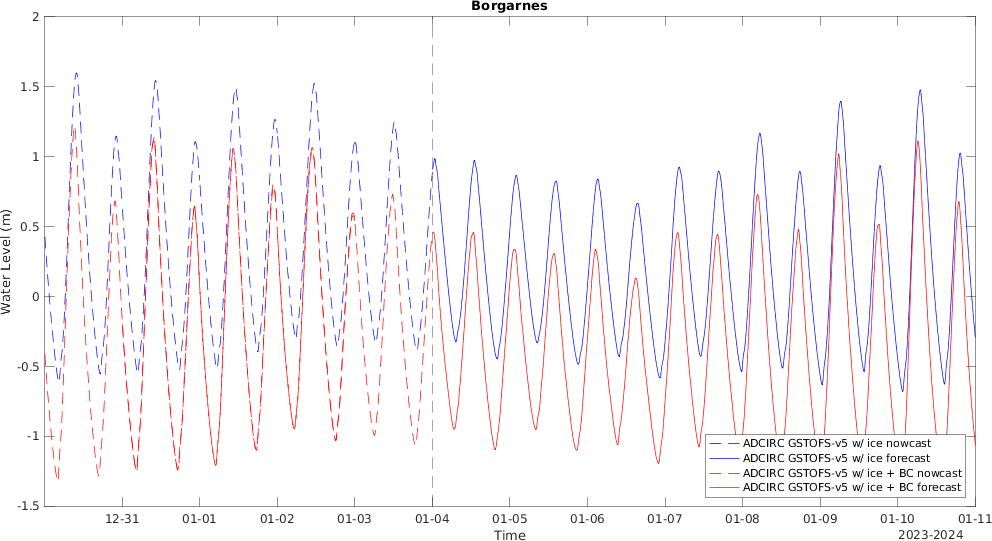 Borgarnes
2
1.5
1
0.5
0
-0.5
-1
-1.5
Water Level (m)
ADCIRC GSTOFS-v5 w/ ice nowcast
ADCIRC GSTOFS-v5 w/ ice forecast
ADCIRC GSTOFS-v5 w/ ice + BC nowcast
ADCIRC GSTOFS-v5 w/ ice + BC forecast
12-31 01-01 01-02 01-03 01-04 01-05 01-06 01-07 01-08 01-09 01-10 01-11
Time
2023-2024